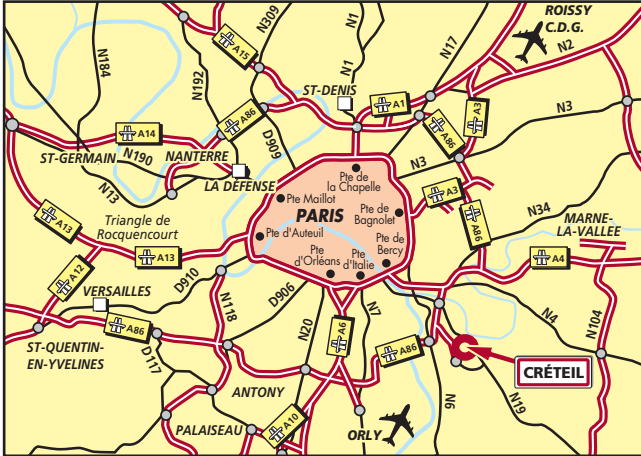 ROISSY
C.D.G.
N309
N1
N17
N2
N184
A15
N192
N1
ST-DENIS
A1
A3
N3
A86
A86
A14
D909
ST-GERMAIN
N190
NANTERRE
N3
LA DÉFENSE
Pte de
la Chapelle
N13
Pte Maillot
A3
PARIS
Pte de
Bagnolet
N34
MARNE-
LA-VALLEE
A13
Triangle de
Rocquencourt
Pte d'Auteuil
A86
Pte de
Bercy
A13
Pte
d'Orléans
Pte
d'Italie
A4
A12
D910
VERSAILLES
N118
D906
N7
N4
N104
A86
N20
A6
A86
ST-QUENTIN-
EN-YVELINES
D117
CRÉTEIL
ANTONY
N6
N19
PALAISEAU
A10
ORLY